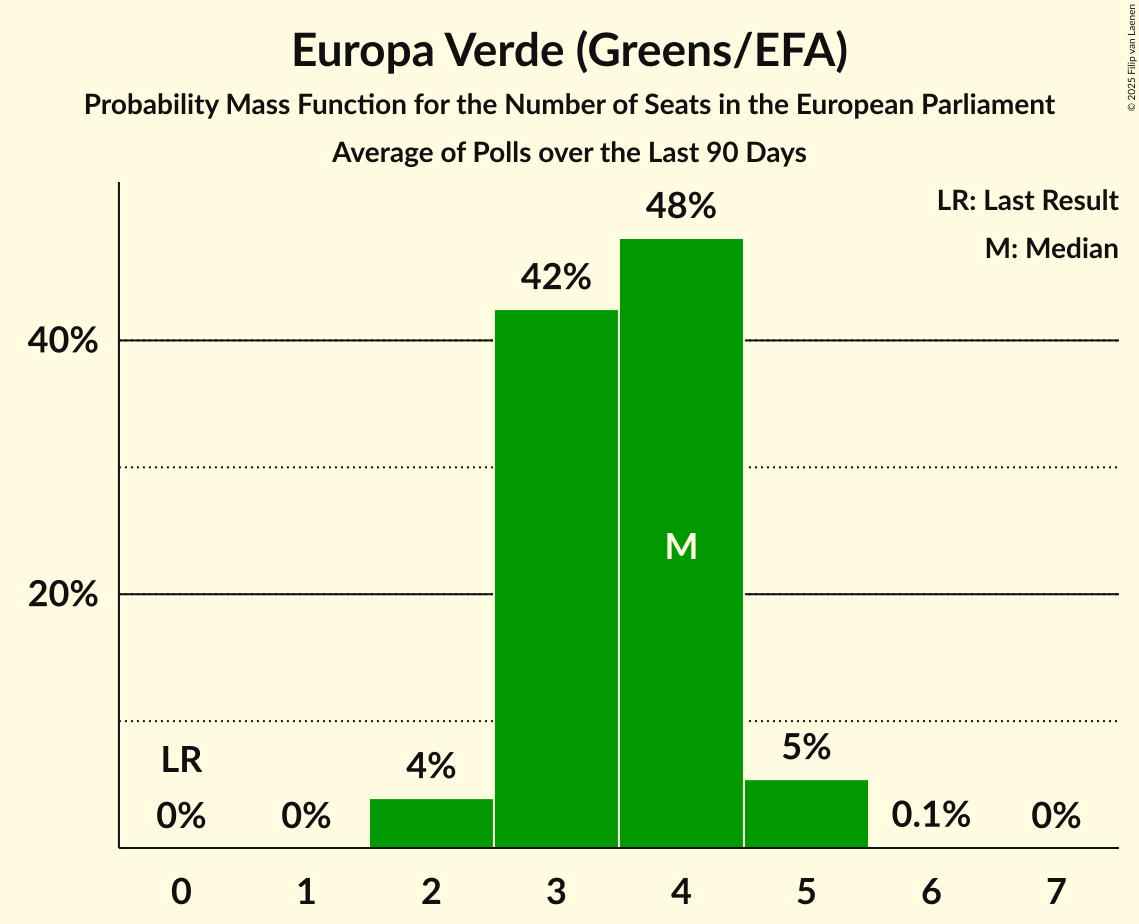 Europa Verde (Greens/EFA)
Probability Mass Function for the Number of Seats in the European Parliament
Average of Polls over the Last 90 Days
© 2025 Filip van Laenen
LR: Last Result
M: Median
48%
42%
40%
M
20%
5%
LR
4%
0% 0% 0.1% 0%
0 1 2 3 4 5 6 7